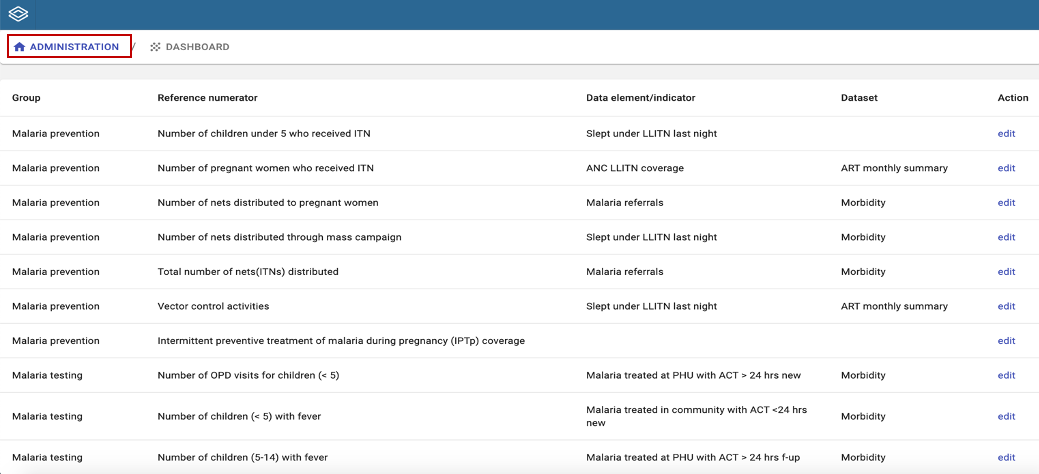 ADMINISTRATION / DASHBOARD
Group Reference numerator Data element/indicator Dataset Action
Malaria prevention Number of children under 5 who received ITN Slept under LLITN last night edit
Malaria prevention Number of pregnant women who received ITN ANC LLITN coverage ART monthly summary edit
Malaria prevention Number of nets distributed to pregnant women Malaria referrals Morbidity edit
Malaria prevention Number of nets distributed through mass campaign Slept under LLITN last night Morbidity edit
Malaria prevention Total number of nets(ITNs) distributed Malaria referrals Morbidity edit
Malaria prevention Vector control activities Slept under LLITN last night ART monthly summary edit
Malaria prevention Intermittent preventive treatment of malaria during pregnancy (IPTp) coverage edit
Malaria testing Number of OPD visits for children (< 5) Malaria treated at PHU with ACT > 24 hrs new Morbidity edit
Malaria testing Number of children (< 5) with fever Malaria treated in community with ACT <24 hrs Morbidity edit
new
Malaria testing Number of children (5-14) with fever Malaria treated at PHU with ACT > 24 hrs f-up Morbidity edit